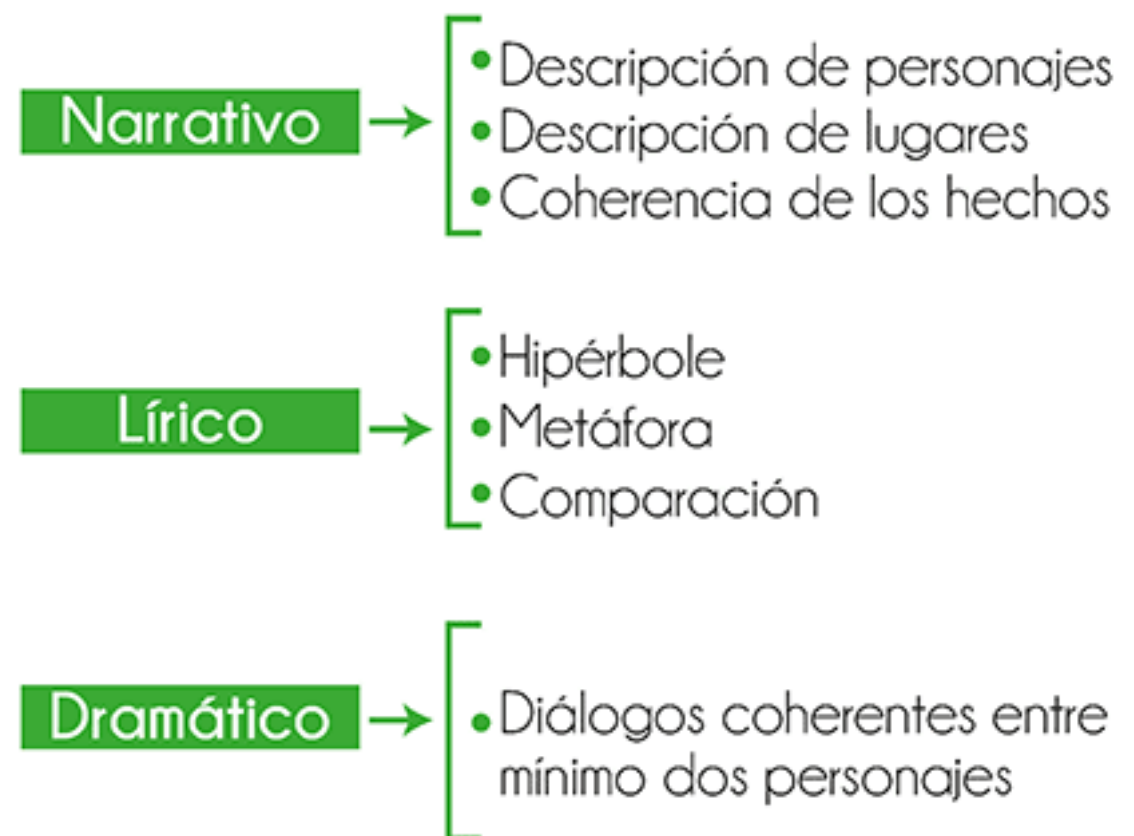 Narrativo
• Descripción de personajes
• Descripción de lugares
• Coherencia de los hechos
Lírico
• Hipérbole
• Metáfora
• Comparación
Dramático
• Diálogos coherentes entre
mínimo dos personajes